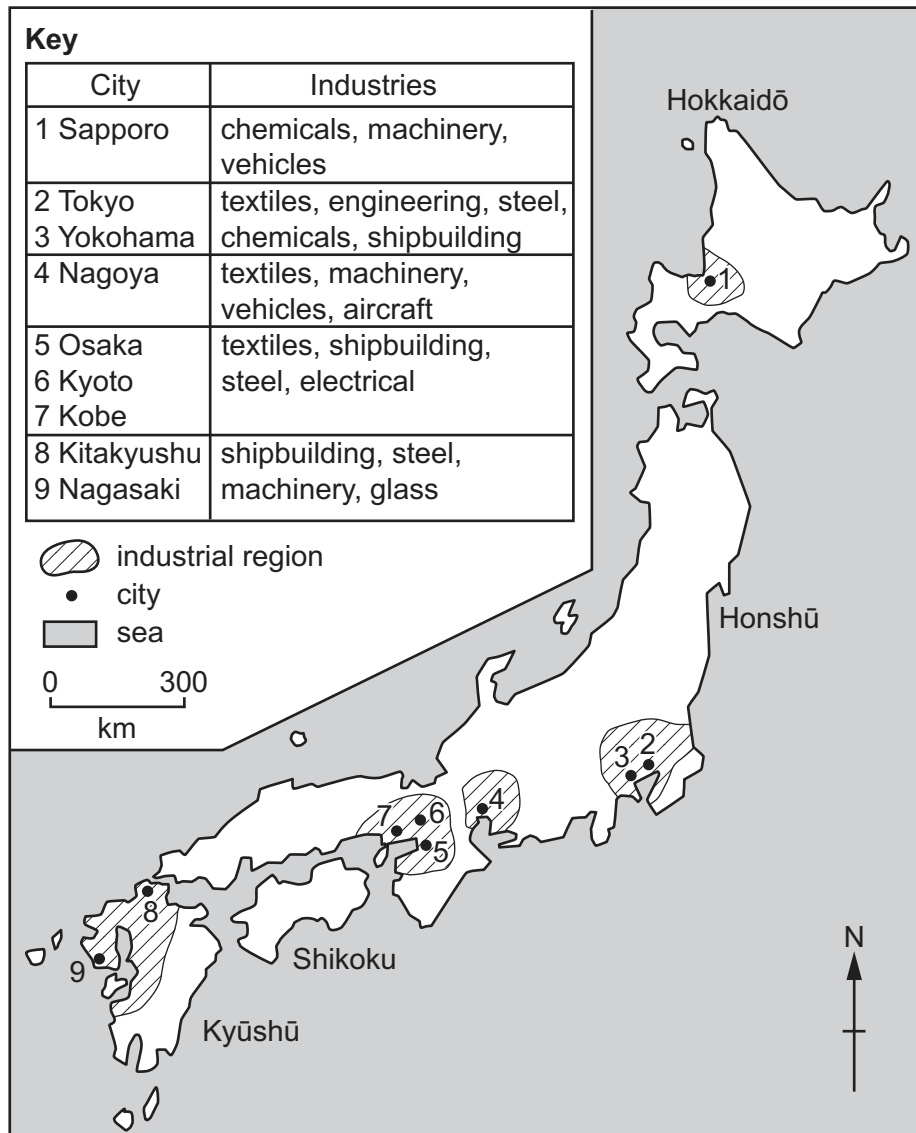 Key
City Industries
1 Sapporo chemicals, machinery,
vehicles
2 Tokyo textiles, engineering, steel,
3 Yokohama chemicals, shipbuilding
4 Nagoya textiles, machinery,
vehicles, aircraft
5 Osaka textiles, shipbuilding,
6 Kyoto steel, electrical
7 Kobe
8 Kitakyushu shipbuilding, steel,
9 Nagasaki machinery, glass
industrial region
city
sea
0 300
km
Hokkaidō
1
Honshū
2
3
4
7
6
5
8
9
Shikoku
Kyūshū
N